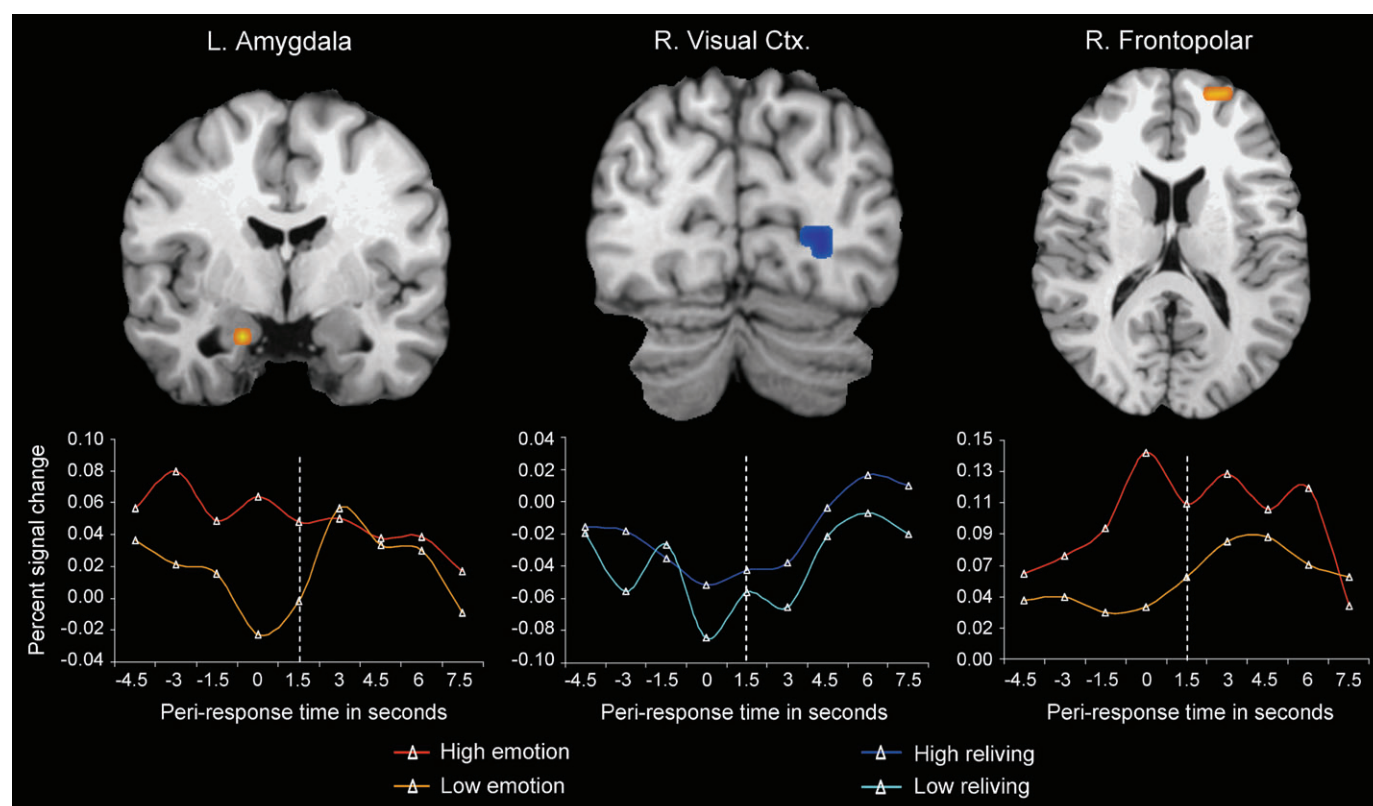 L. Amygdala
R. Visual Ctx.
R. Frontopolar
Percent signal change
0.10
0.08
0.06
0.04
0.02
0.00
-0.02
-0.04
-4.5 -3 -1.5 0 1.5 3 4.5 6 7.5
Peri-response time in seconds
0.04
0.02
0.00
-0.02
-0.04
-0.06
-0.08
-0.10
-4.5 -3 -1.5 0 1.5 3 4.5 6 7.5
Peri-response time in seconds
0.15
0.13
0.11
0.09
0.07
0.04
0.02
0.00
-4.5 -3 -1.5 0 1.5 3 4.5 6 7.5
Peri-response time in seconds
High emotion
Low emotion
High reliving
Low reliving